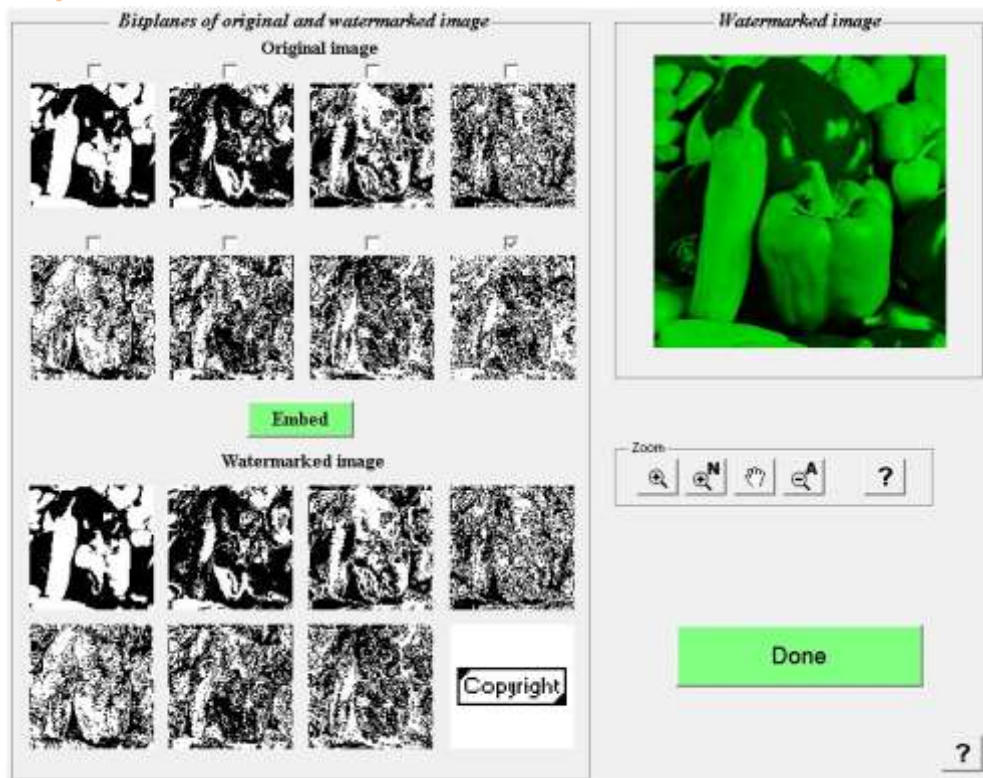 Bitplanes of original and watermarked image
Original image
Embed
Watermarked image
Copyright
Watermarked image
Zoom
N
A
?
Done
?